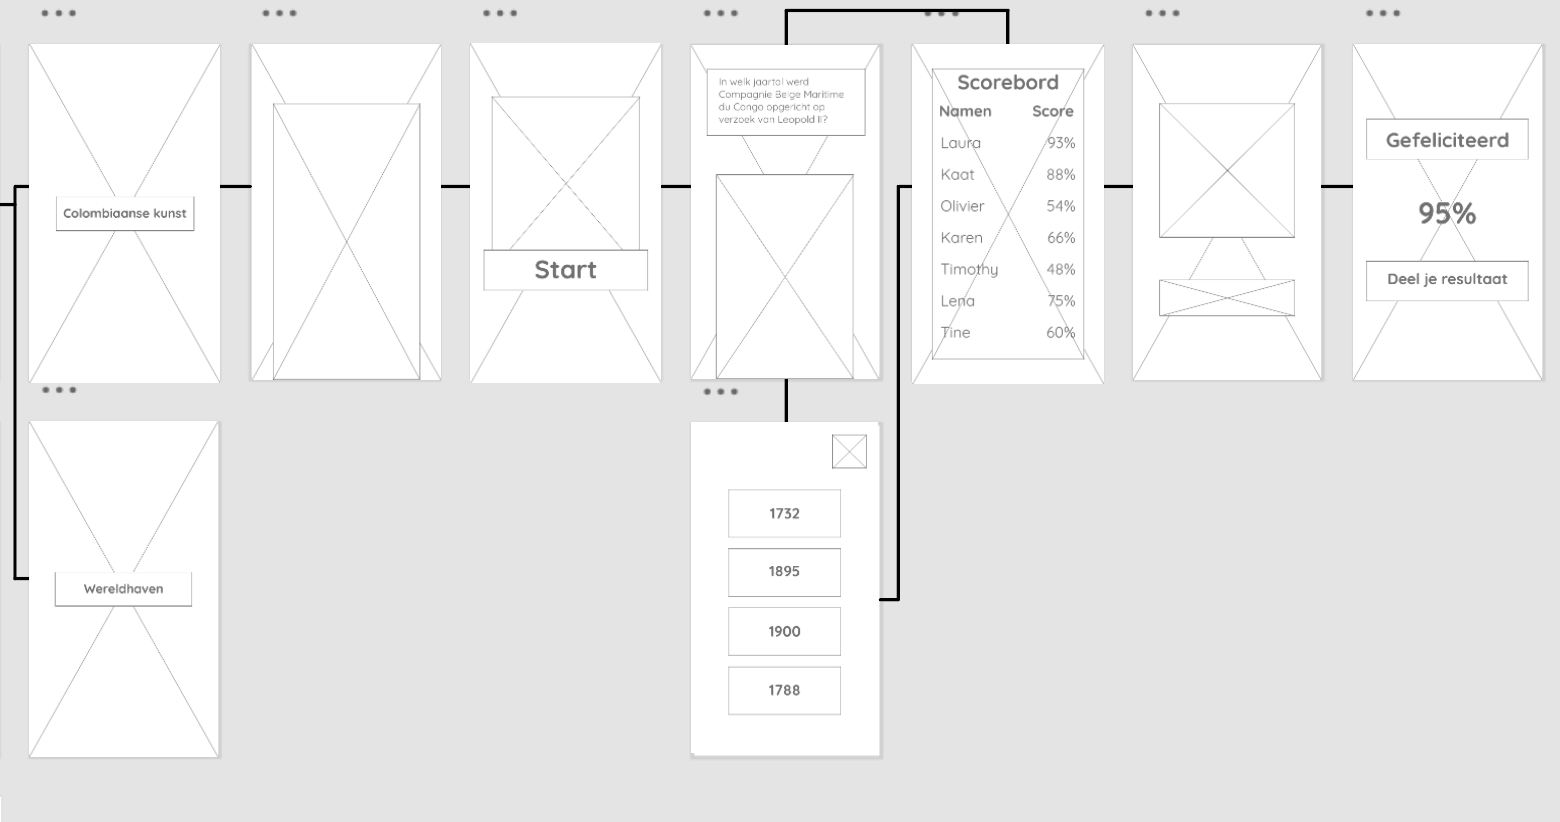 Colombiaanse kunst
Start
In welk jaartal werd
Compagnie Belge Maritime
du Congo opgericht op
verzoek van Leopold II?
Scorebord
Namen Score
Laura 93%
Kaat 88%
Olivier 54%
Karen 66%
Timothy 48%
Lena 75%
Tine 60%
Gefeliciteerd
95%
Deel je resultaat
Wereldhaven
1732
1895
1900
1788